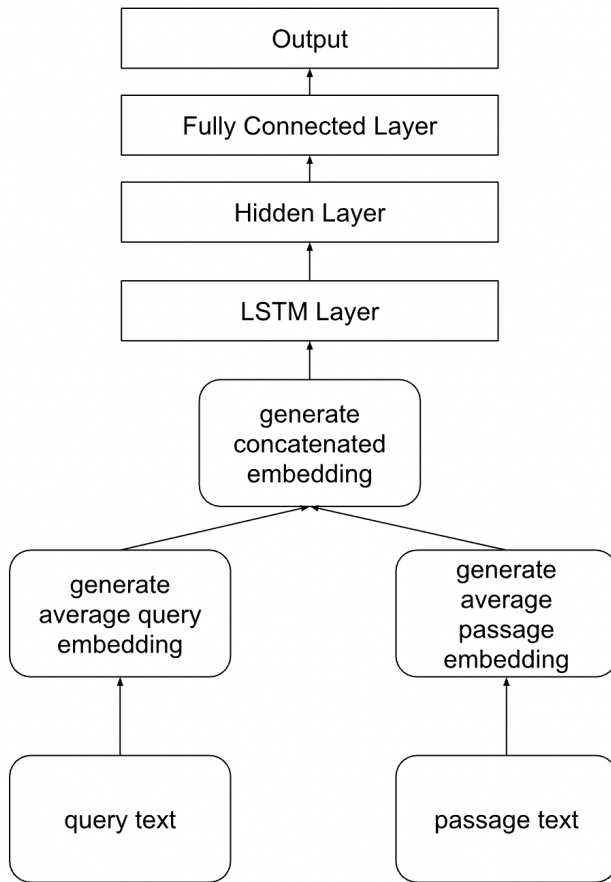 Output
Fully Connected Layer
Hidden Layer
LSTM Layer
generate
concatenated
embedding
generate
average query
embedding
generate
average
passage
embedding
query text
passage text